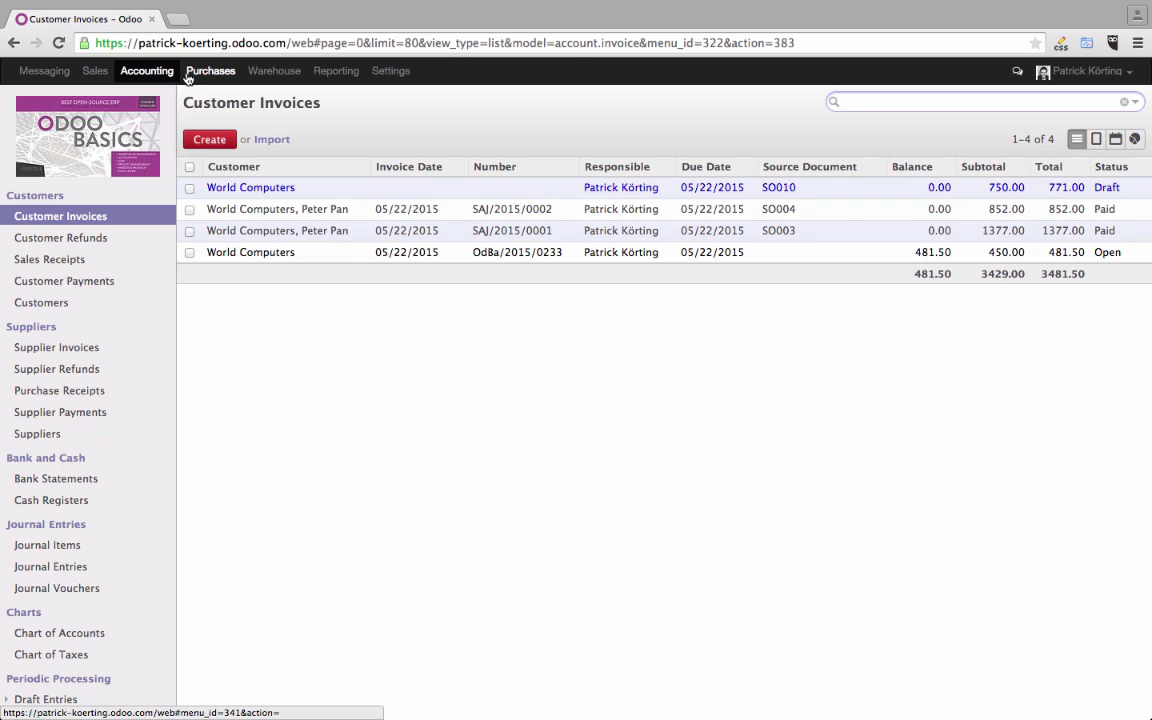 Customer Invoices - Odoo
https://patrick-koerting.odoo.com/web#page=0&limit=80&view_type=list&model=account.invoice&menu_id=322&action=383
Messaging Sales Accounting Purchases Warehouse Reporting Settings Patrick Körting
BEST OPEN-SOURCE ERP
ODOO
BASICS
Customer Invoices
Create or Import 1-4 of 4
Customer Invoice Date Number Responsible Due Date Source Document Balance Subtotal Total Status
World Computers Patrick Körting 05/22/2015 SO010 0.00 750.00 771.00 Draft
World Computers, Peter Pan 05/22/2015 SAJ/2015/0002 Patrick Körting 05/22/2015 SO004 0.00 852.00 852.00 Paid
World Computers, Peter Pan 05/22/2015 SAJ/2015/0001 Patrick Körting 05/22/2015 SO003 0.00 1377.00 1377.00 Paid
World Computers 05/22/2015 OdBa/2015/0233 Patrick Körting 05/22/2015 481.50 450.00 481.50 Open
481.50 3429.00 3481.50
Customers
Customer Invoices
Customer Refunds
Sales Receipts
Customer Payments
Customers
Suppliers
Supplier Invoices
Supplier Refunds
Purchase Receipts
Supplier Payments
Suppliers
Bank and Cash
Bank Statements
Cash Registers
Journal Entries
Journal Items
Journal Entries
Journal Vouchers
Charts
Chart of Accounts
Chart of Taxes
Periodic Processing
Draft Entries
https://patrick-koerting.odoo.com/web#menu_id=341&action=